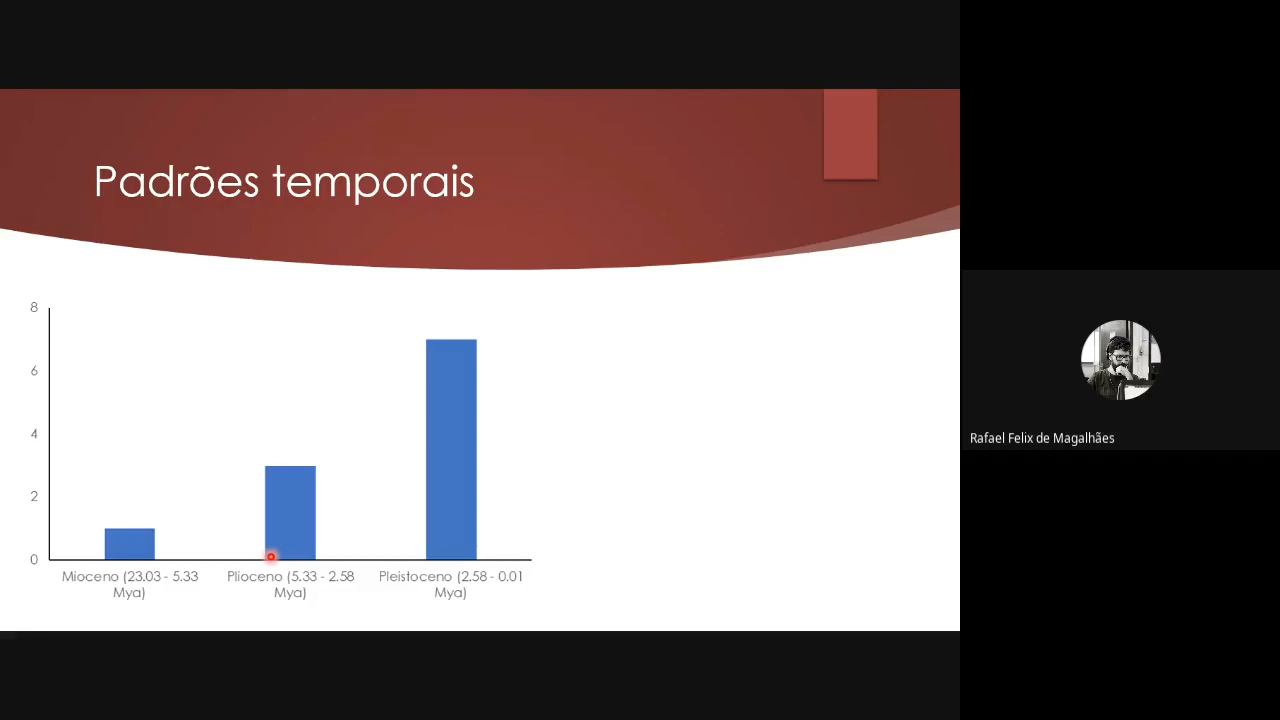 Padrões temporais
8
6
4
2
0
Mioceno (23.03 - 5.33
Mya)
Plioceno (5.33 - 2.58
Mya)
Pleistoceno (2.58 - 0.01
Mya)
Rafael Felix de Magalhães